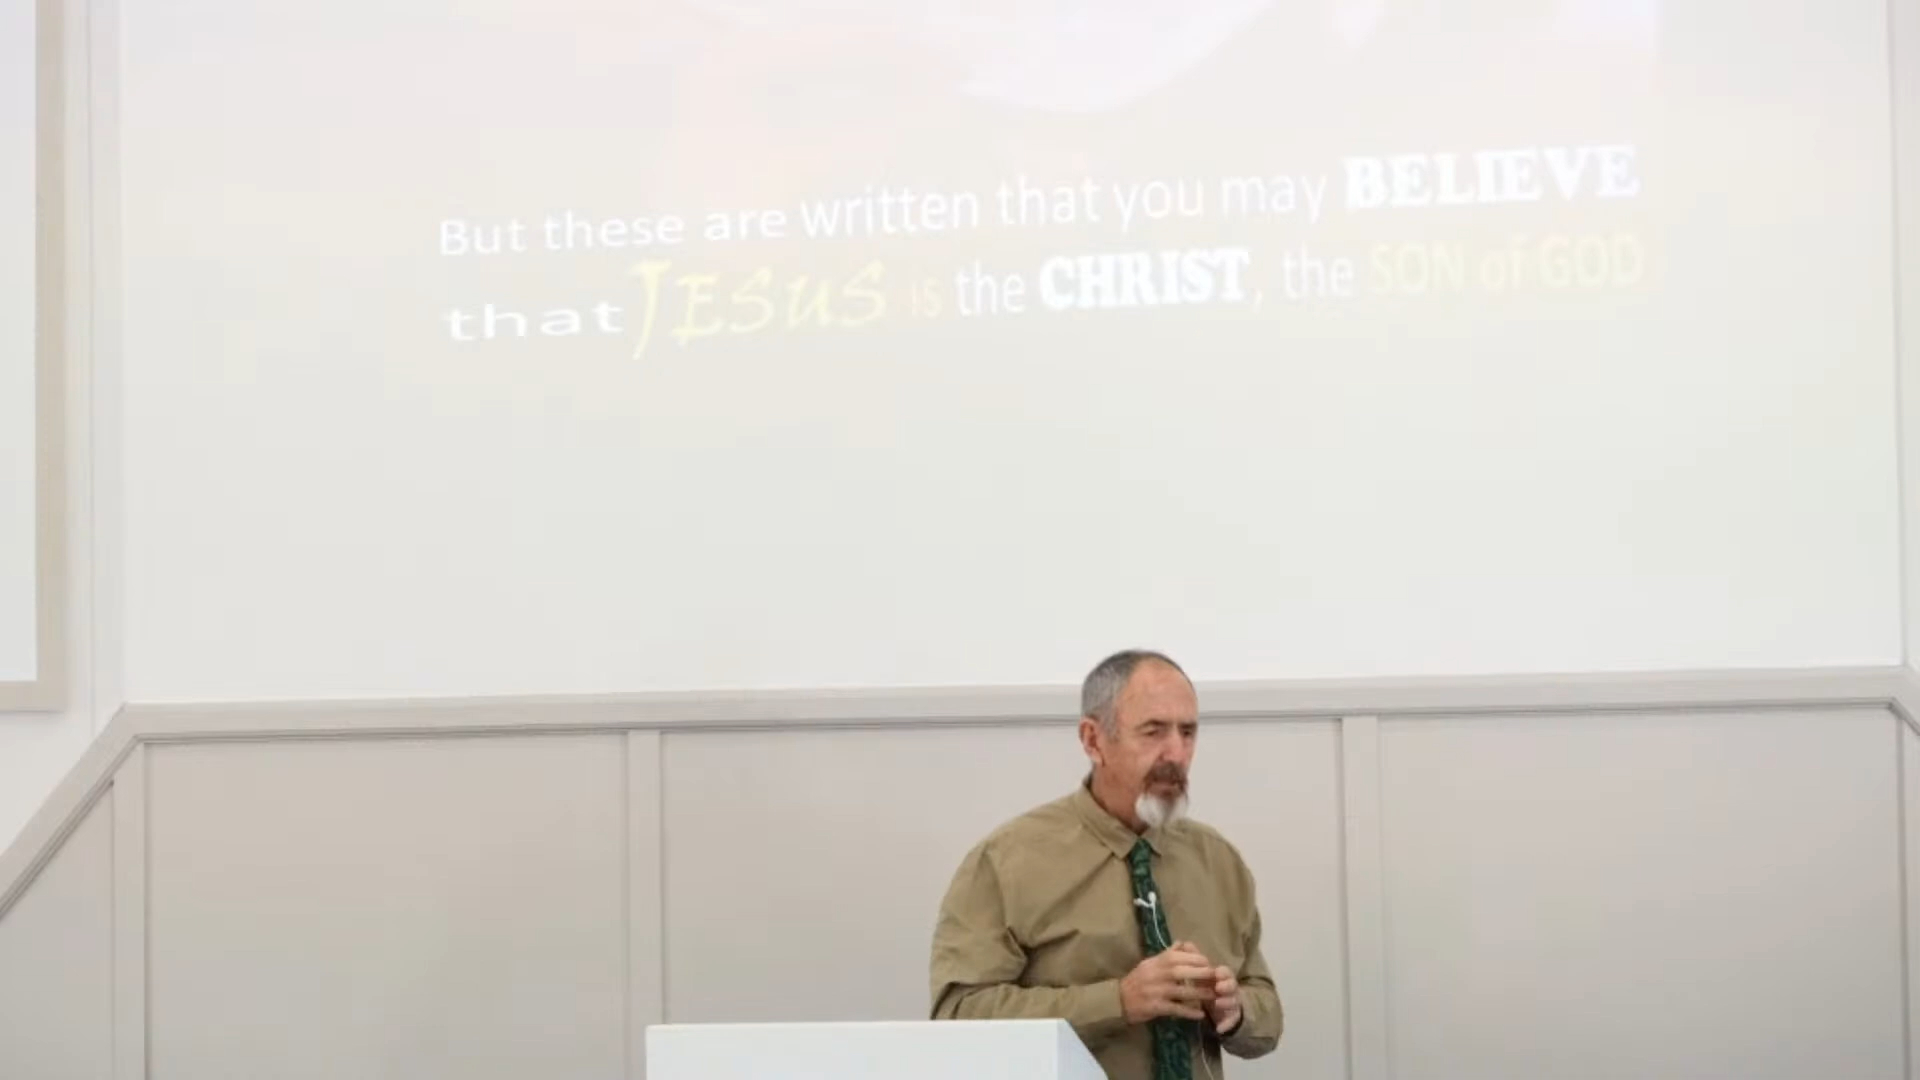 But these are written that you may BELIEVE
that JESUS is the CHRIST, the SON of GOD